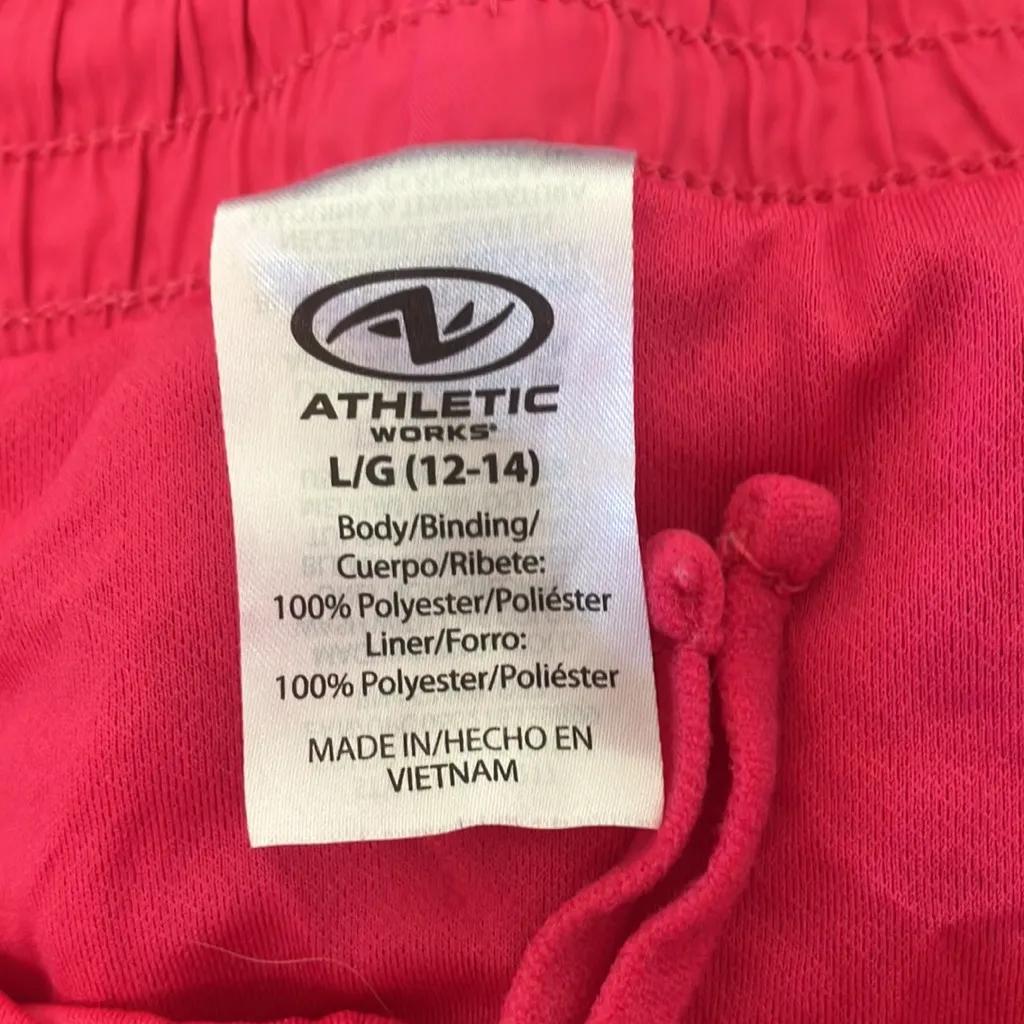 ATHLETIC
WORKS®
L/G (12-14)
Body/Binding/
Cuerpo/Ribete:
100% Polyester/Poliéster
Liner/Forro:
100% Polyester/Poliéster
MADE IN/HECHO EN
VIETNAM